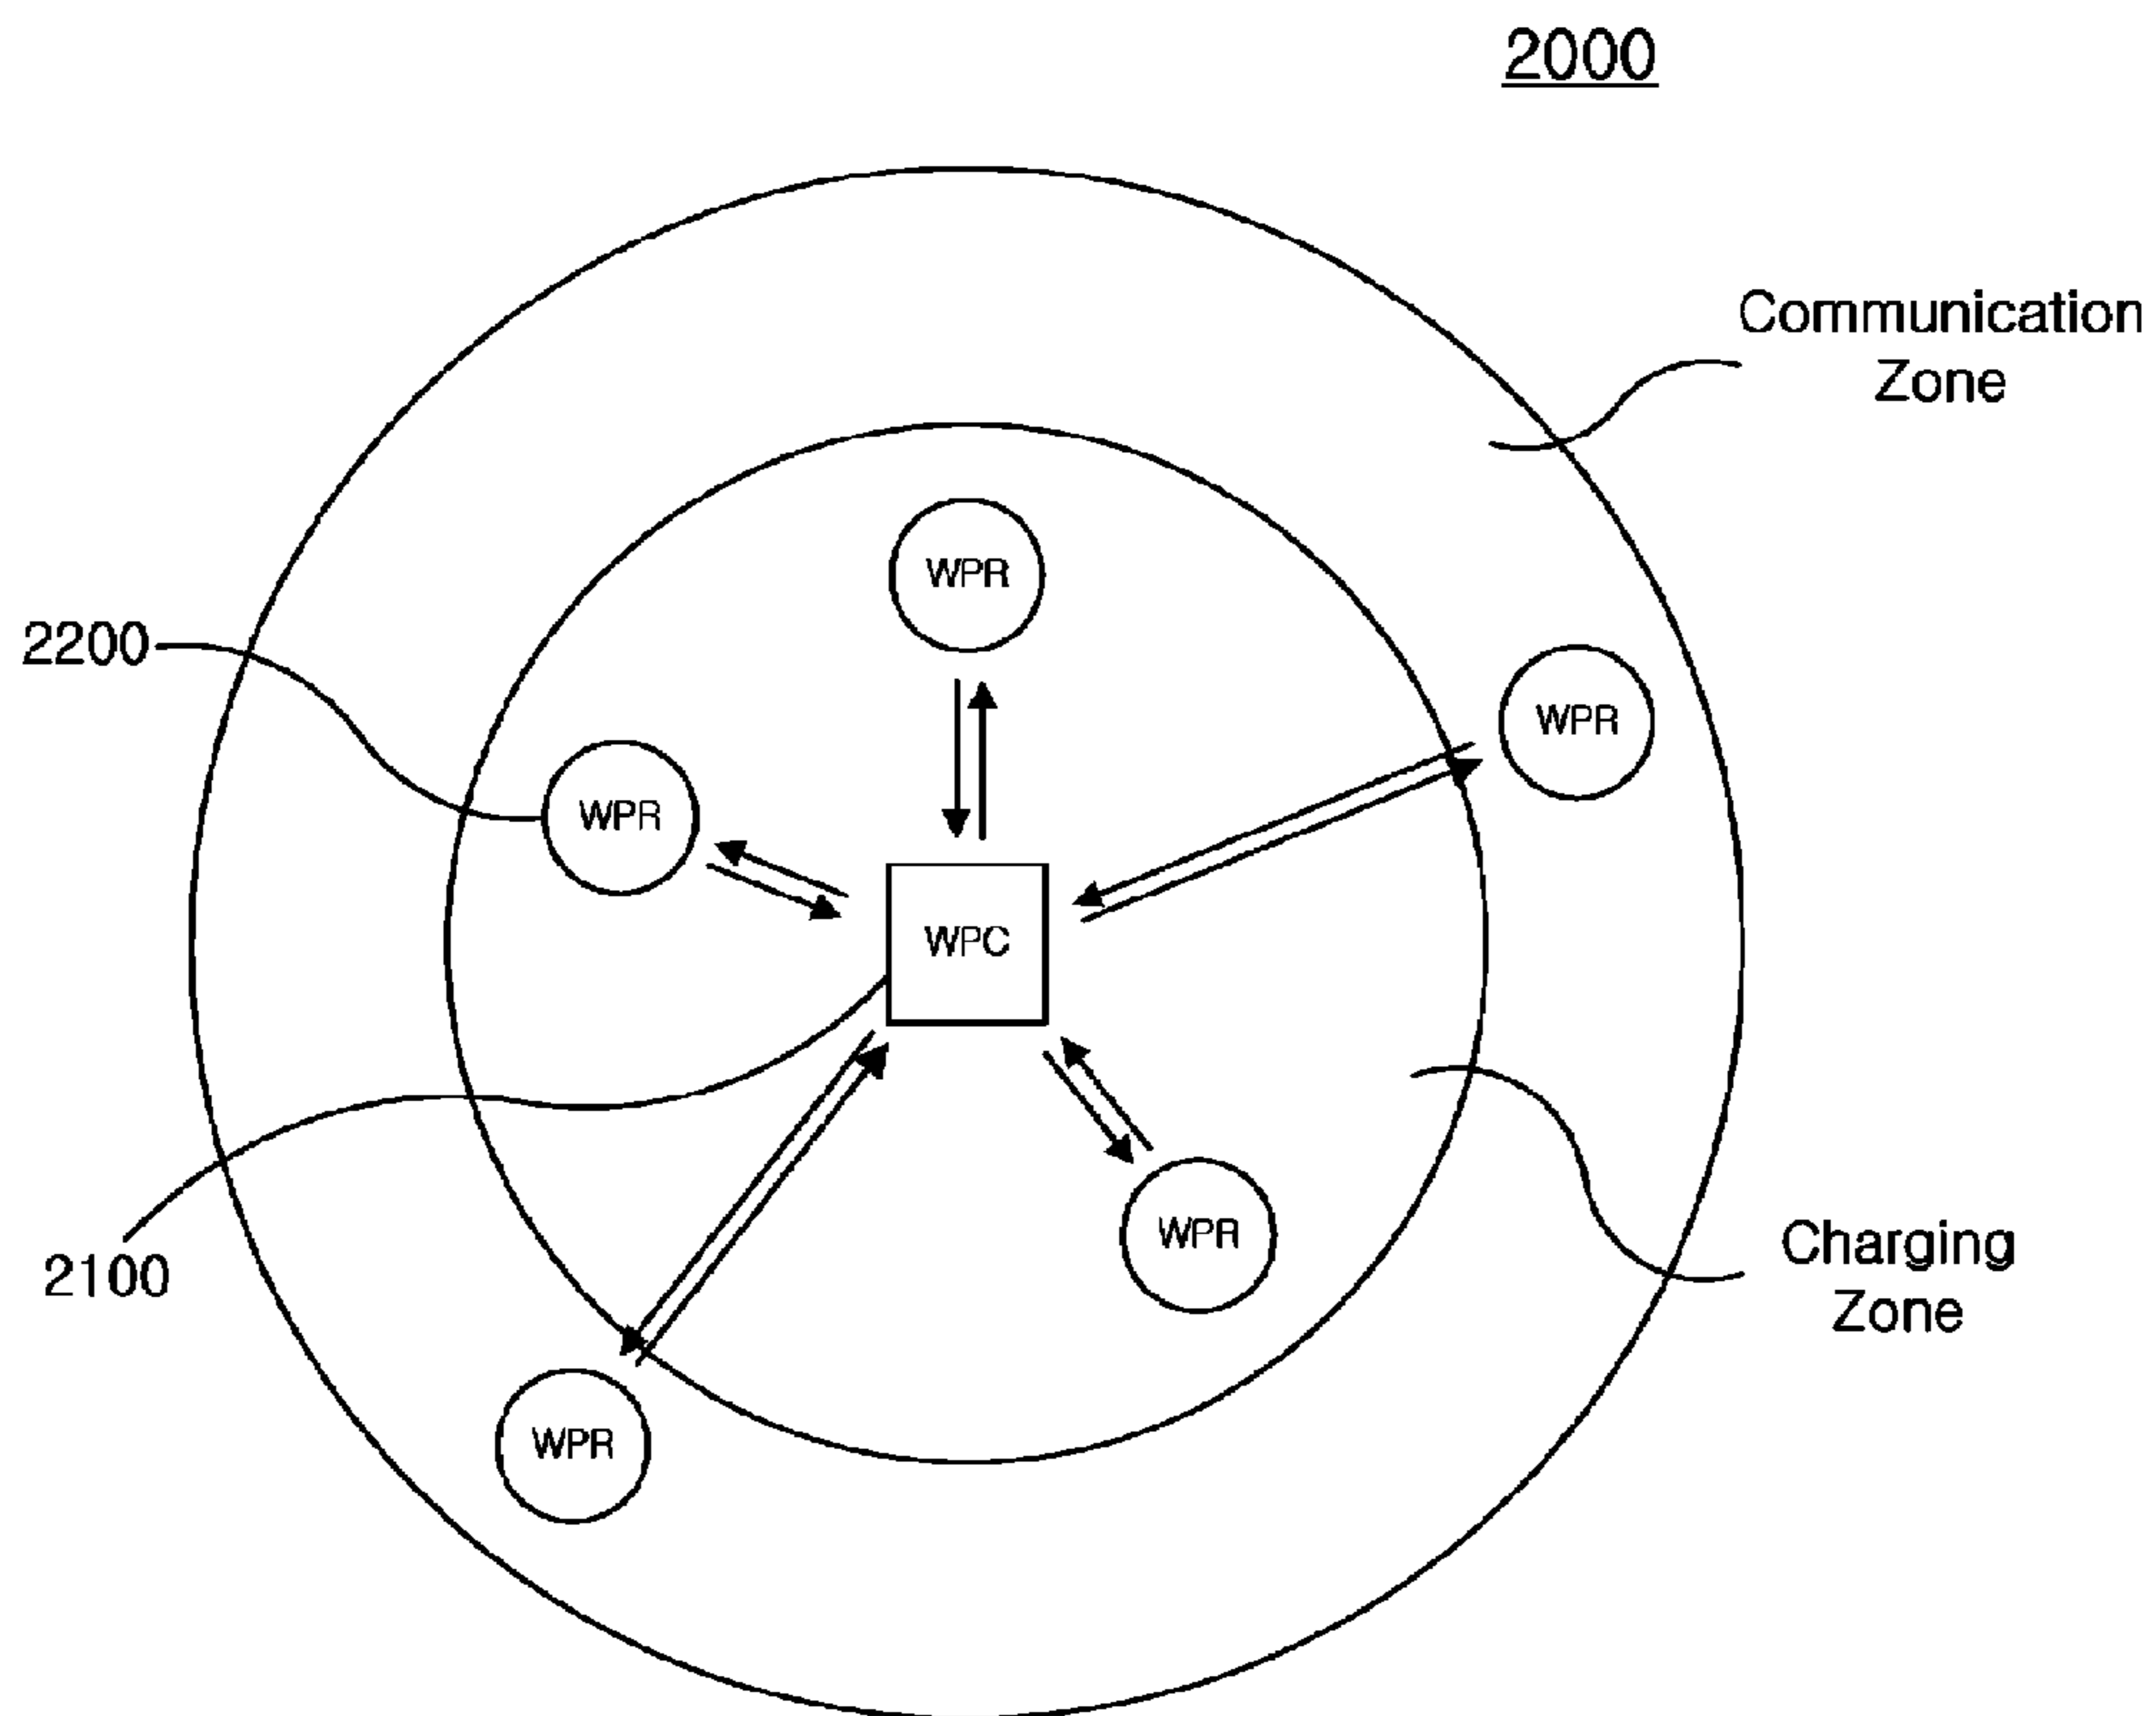 2000
Communication
Zone
WPR
2200
WPR
WPR
WPC
WPR
2100
Charging
Zone
WPR